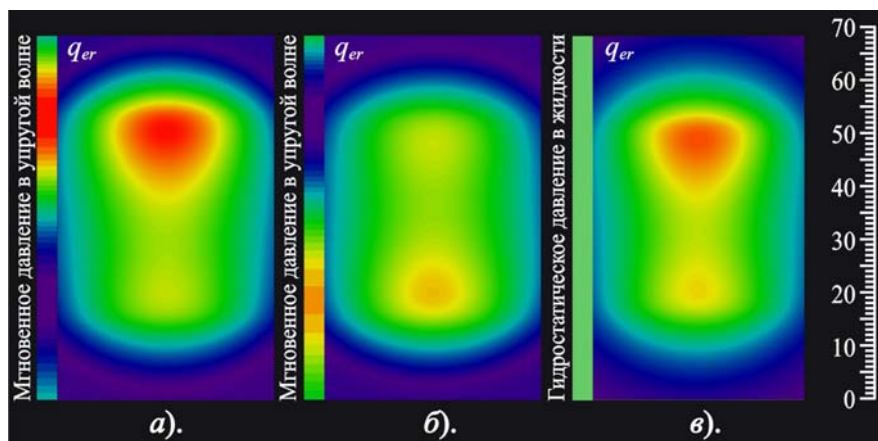 Мгновенное давление в упругой волне
q_er
а).
Мгновенное давление в упругой волне
q_er
б).
Гидростатическое давление в жидкости
q_er
в).
70
60
50
40
30
20
10
0